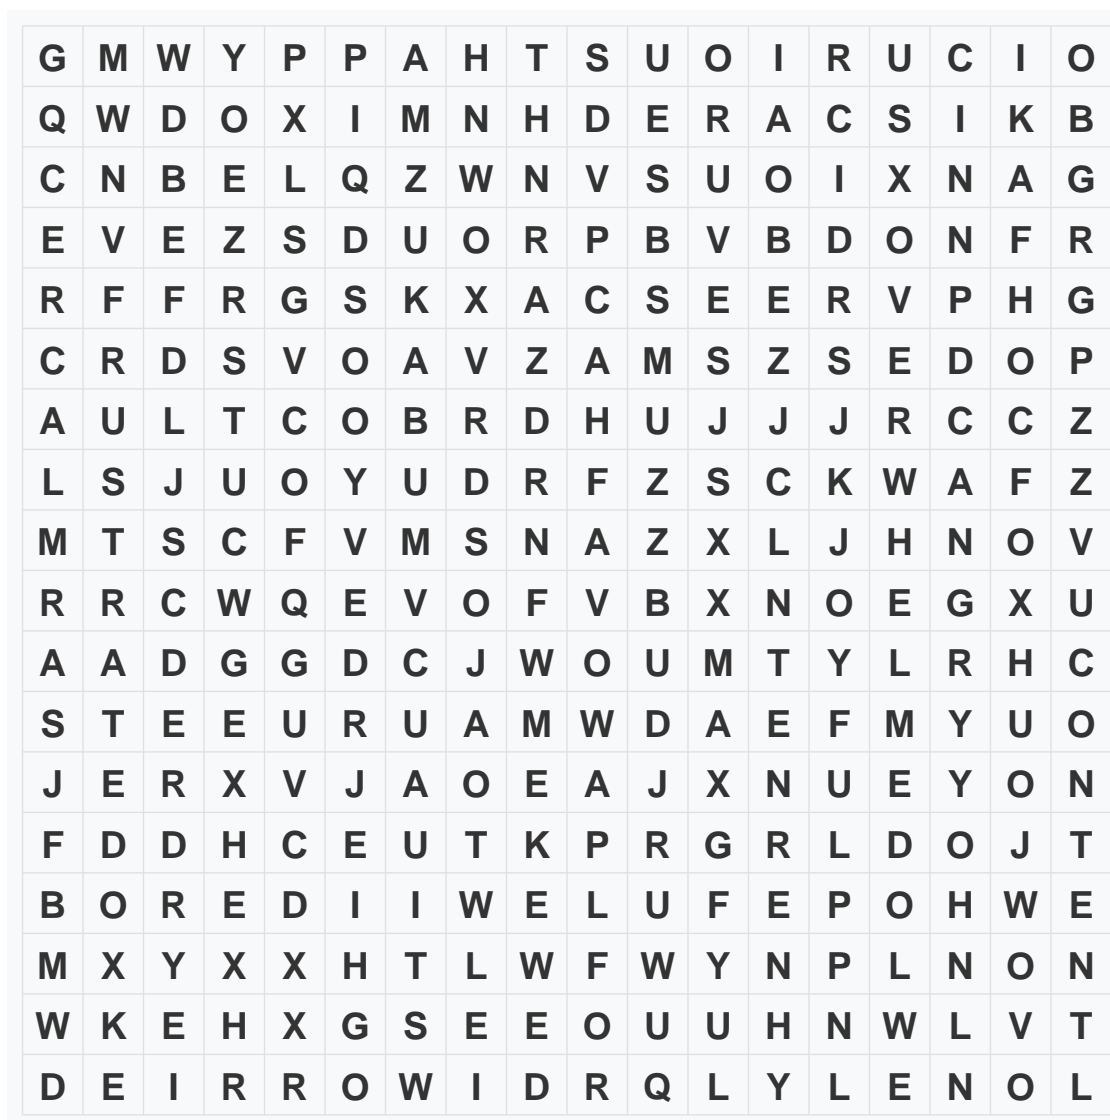 G M W Y P P A H T S U O I R U C I O
Q W D O X I M N H D E R A C S I K B
C N B E L Q Z W N V S U O I X N A G
E V E Z S D U O R P B V B D O N F R
R F F R G S K X A C S E E R V P H G
C R D S V O A V Z A M S Z S E D O P
A U L T C O B R D H U J J J R C C Z
L S J U O Y U D R F Z S C K W A F Z
M T S C F V M S N A Z X L J H N O V
R R C W Q E V O F V B X N O E G X U
A A D G G D C J W O U M T Y L R H C
S T E E U R U A M W D A E F M Y U O
J E R X V J A O E A J X N U E Y O N
F D D H C E U T K P R G R L D O J T
B O R E D I I W E L U F E P O H W E
M X Y X X H T L W F W Y N P L N O N
W K E H X G S E E O U U H N W L V T
D E I R R O W I D R Q L Y L E N O L